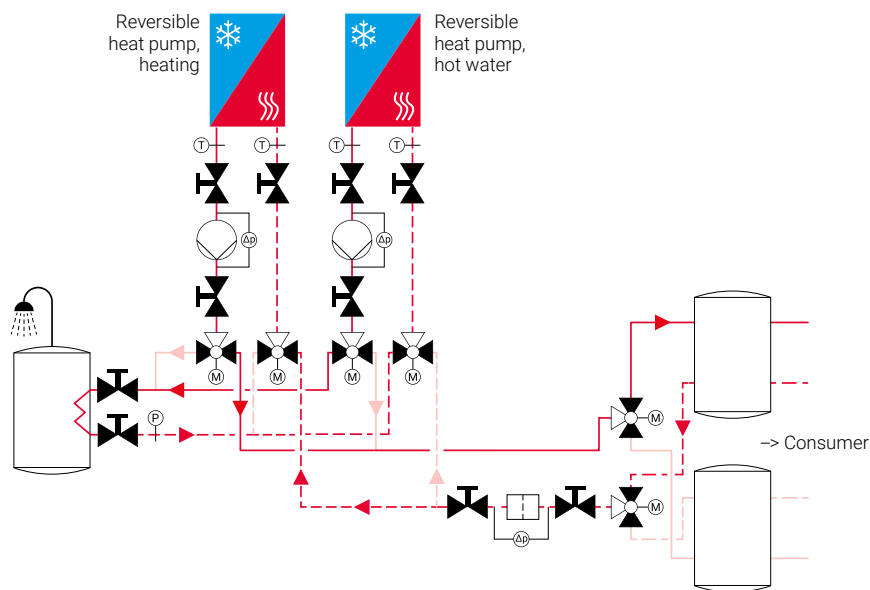 Reversible
heat pump,
heating
Reversible
heat pump,
hot water
T
T
T
T
Δp
Δp
M
M
M
M
P
M
–> Consumer
M
Δp